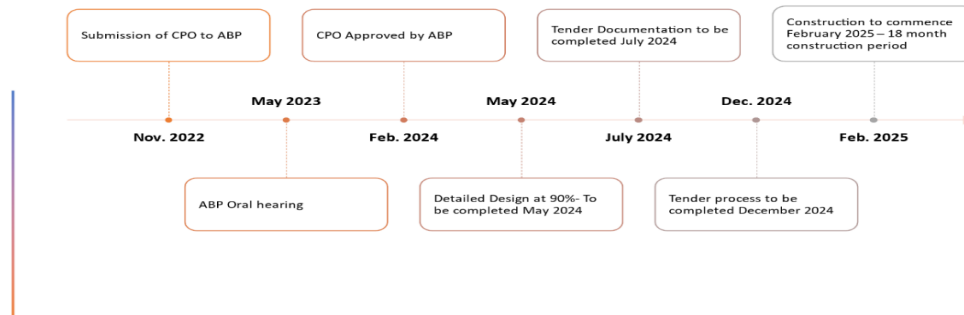 Submission of CPO to ABP
CPO Approved by ABP
Tender Documentation to be
completed July 2024
Construction to commence
February 2025 – 18 month
construction period
May 2023
May 2024
Dec. 2024
Nov. 2022
Feb. 2024
July 2024
Feb. 2025
ABP Oral hearing
Detailed Design at 90%- To
be completed May 2024
Tender process to be
completed December 2024